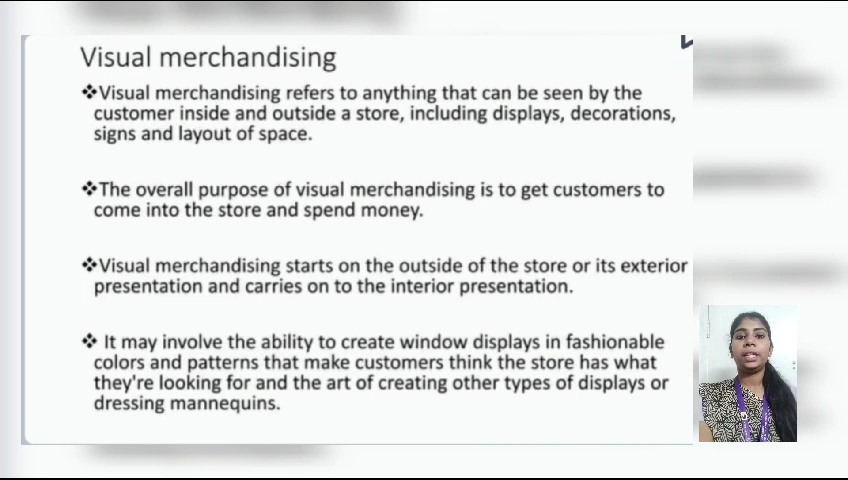 Visual merchandising
❖Visual merchandising refers to anything that can be seen by the
customer inside and outside a store, including displays, decorations,
signs and layout of space.
❖The overall purpose of visual merchandising is to get customers to
come into the store and spend money.
❖Visual merchandising starts on the outside of the store or its exterior
presentation and carries on to the interior presentation.
❖ It may involve the ability to create window displays in fashionable
colors and patterns that make customers think the store has what
they're looking for and the art of creating other types of displays or
dressing mannequins.